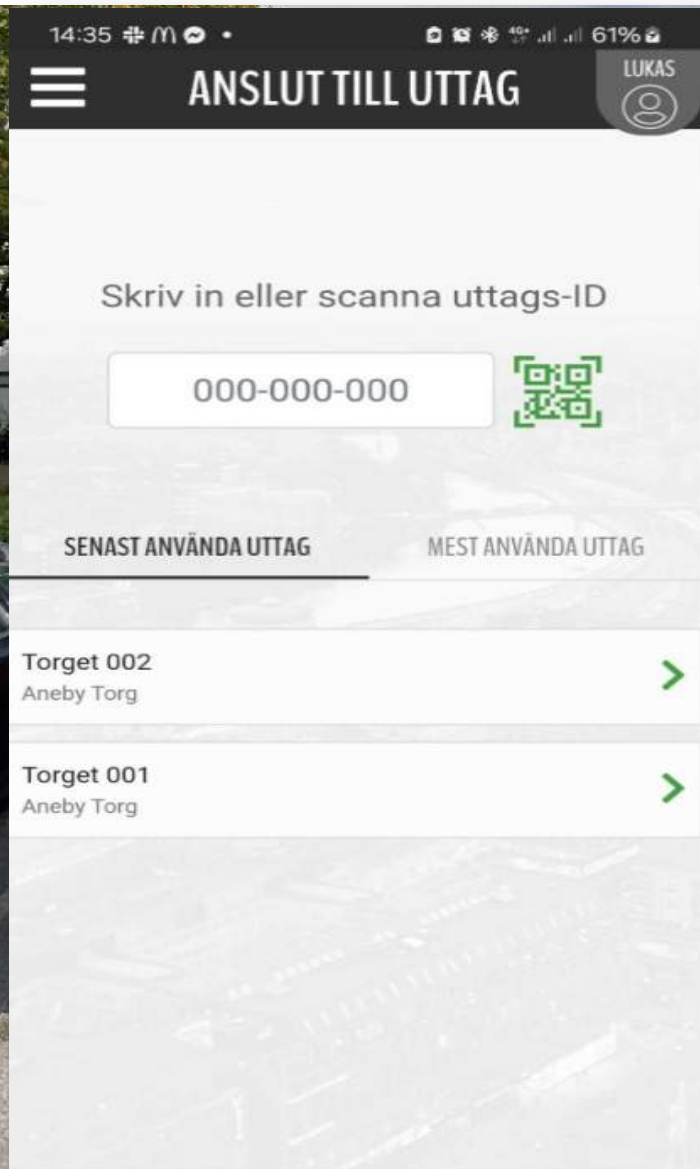 14:35 61%
ANSLUT TILL UTTAG
LUKAS
Skriv in eller scanna uttags-ID
000-000-000
SENAST ANVÄNDA UTTAG MEST ANVÄNDA UTTAG
Torget 002
Aneby Torg
Torget 001
Aneby Torg